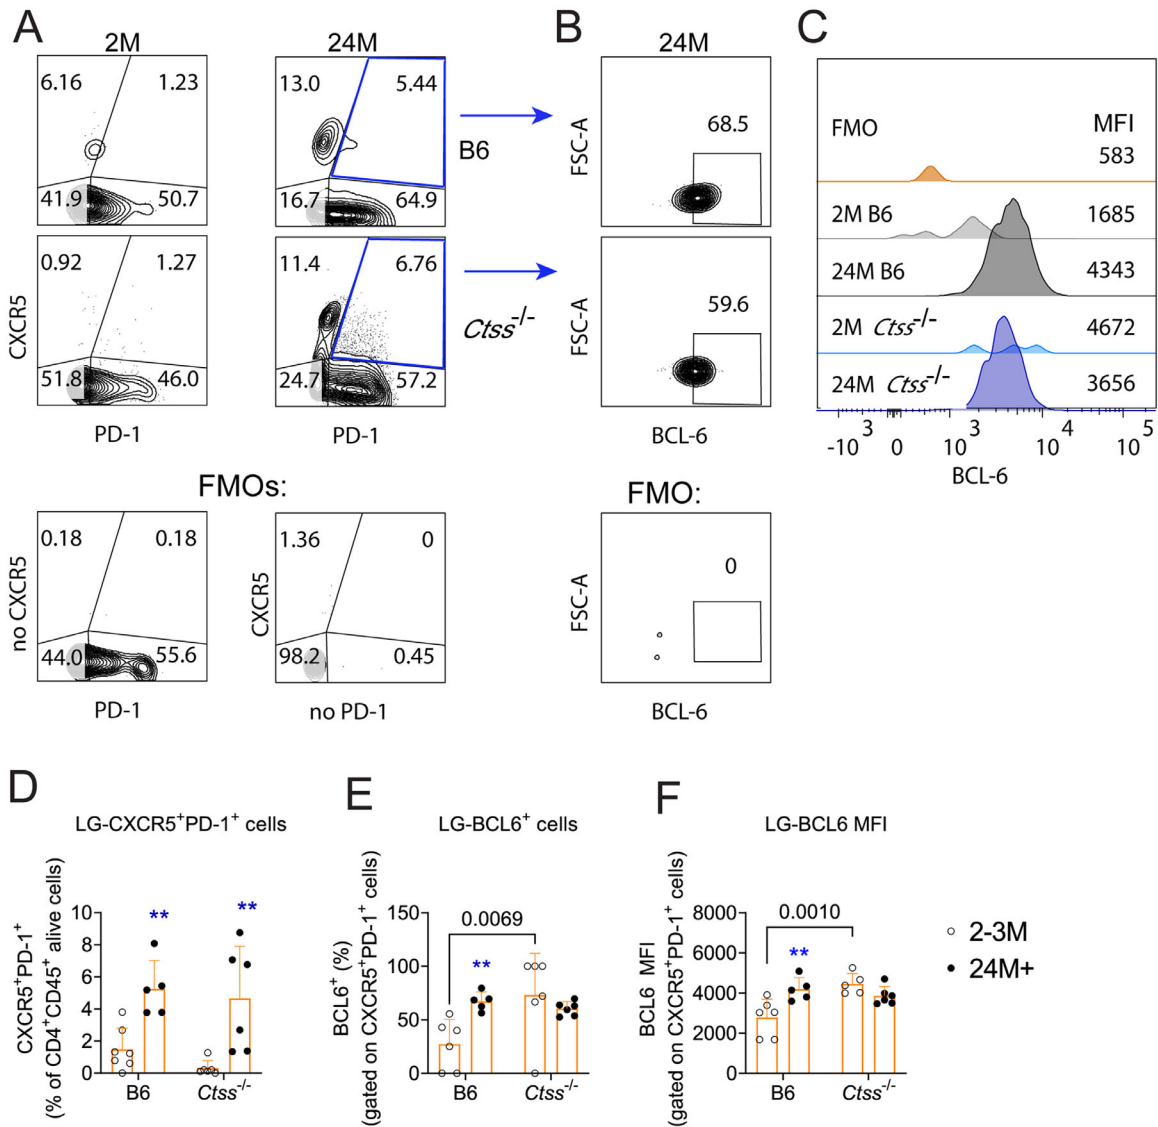 A
2M
24M
6.16
1.23
41.9
50.7
13.0
5.44
16.7
64.9
B6
0.92
1.27
51.8
46.0
11.4
6.76
24.7
57.2
Ctss-/-
CXCR5
PD-1
PD-1
FMOs:
0.18
0.18
44.0
55.6
no CXCR5
PD-1
1.36
0
98.2
0.45
CXCR5
no PD-1
B
24M
68.5
FSC-A
59.6
FSC-A
BCL-6
FMO:
0
FSC-A
BCL-6
C
FMO
MFI
583
2M B6
1685
24M B6
4343
2M Ctss-/-
4672
24M Ctss-/-
3656
-10 3 0 10 3 10 4 10 5
BCL-6
D
LG-CXCR5+PD-1+ cells
CXCR5+PD-1+
(% of CD4+CD45+ alive cells)
10
8
6
4
2
0
**
**
B6
Ctss-/-
E
LG-BCL6+ cells
BCL6+ (%)
(gated on CXCR5+PD-1+ cells)
150
100
50
0
0.0069
**
B6
Ctss-/-
F
LG-BCL6 MFI
BCL6 MFI
(gated on CXCR5+PD-1+ cells)
8000
6000
4000
2000
0
0.0010
**
B6
Ctss-/-
2-3M
24M+